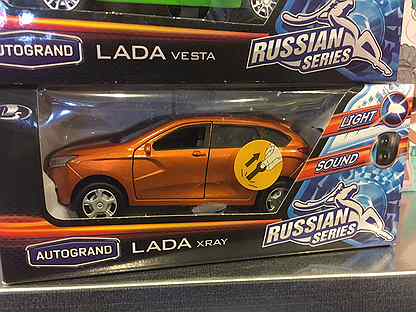 AUTOGRAND LADA VESTA RUSSIAN
SERIES
LIGHT
SOUND
AUTOGRAND LADA XRAY RUSSIAN
SERIES